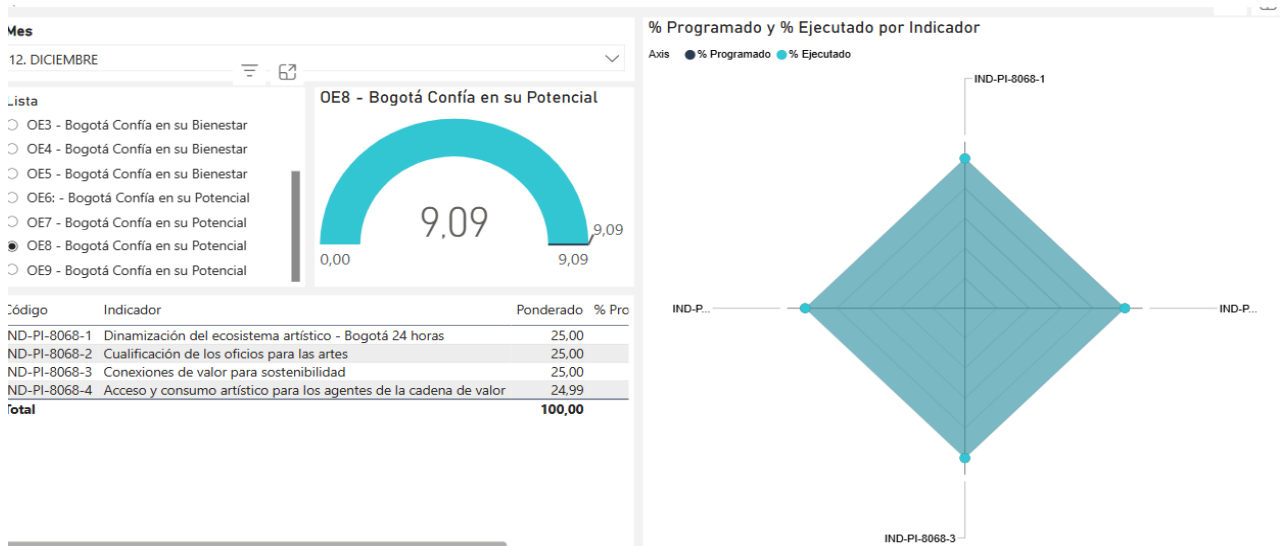 Mes
12. DICIEMBRE
Lista
OE3 - Bogotá Confía en su Bienestar
OE4 - Bogotá Confía en su Bienestar
OE5 - Bogotá Confía en su Bienestar
OE6: - Bogotá Confía en su Potencial
OE7 - Bogotá Confía en su Potencial
OE8 - Bogotá Confía en su Potencial
OE9 - Bogotá Confía en su Potencial
OE8 - Bogotá Confía en su Potencial
9,09
9,09
0,00
9,09
Código Indicador Ponderado % Pro
IND-PI-8068-1 Dinamización del ecosistema artístico - Bogotá 24 horas 25,00
IND-PI-8068-2 Cualificación de los oficios para las artes 25,00
IND-PI-8068-3 Conexiones de valor para sostenibilidad 25,00
IND-PI-8068-4 Acceso y consumo artístico para los agentes de la cadena de valor 24,99
Total 100,00
% Programado y % Ejecutado por Indicador
Axis % Programado % Ejecutado
IND-PI-8068-1
IND-P...
IND-P...
IND-PI-8068-3